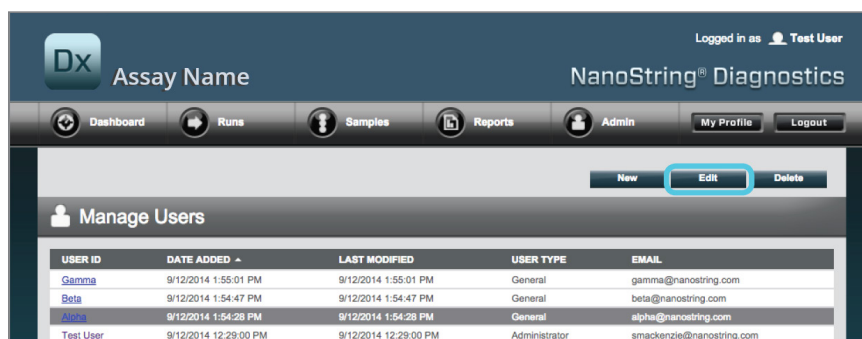 Logged in as Test User
Dx Assay Name NanoString® Diagnostics
Dashboard Runs Samples Reports Admin My Profile Logout
New Edit Delete
Manage Users
USER ID DATE ADDED LAST MODIFIED USER TYPE EMAIL
Gamma 9/12/2014 1:55:01 PM 9/12/2014 1:55:01 PM General gamma@nanostring.com
Beta 9/12/2014 1:54:47 PM 9/12/2014 1:54:47 PM General beta@nanostring.com
Alpha 9/12/2014 1:54:28 PM 9/12/2014 1:54:28 PM General alpha@nanostring.com
Test User 9/12/2014 12:29:00 PM 9/12/2014 12:29:00 PM Administrator smackenzie@nanostring.com